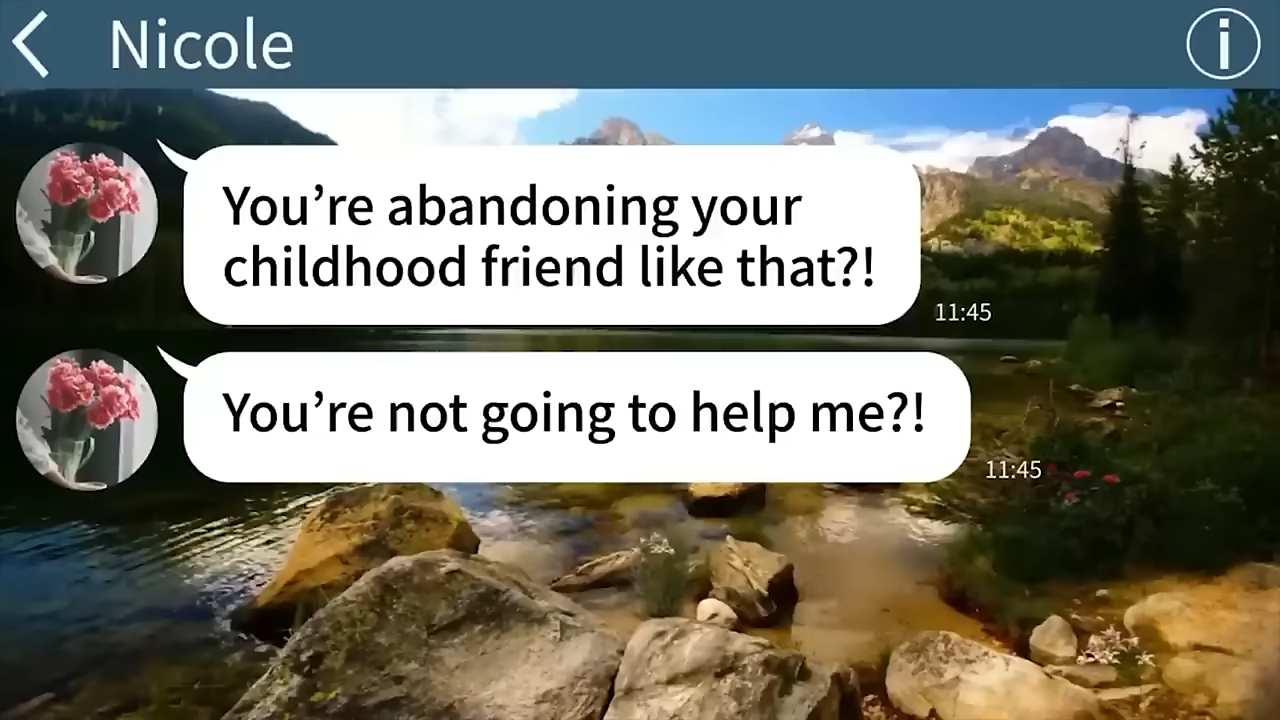 Nicole
You’re abandoning your
childhood friend like that?!
11:45
You’re not going to help me?!
11:45